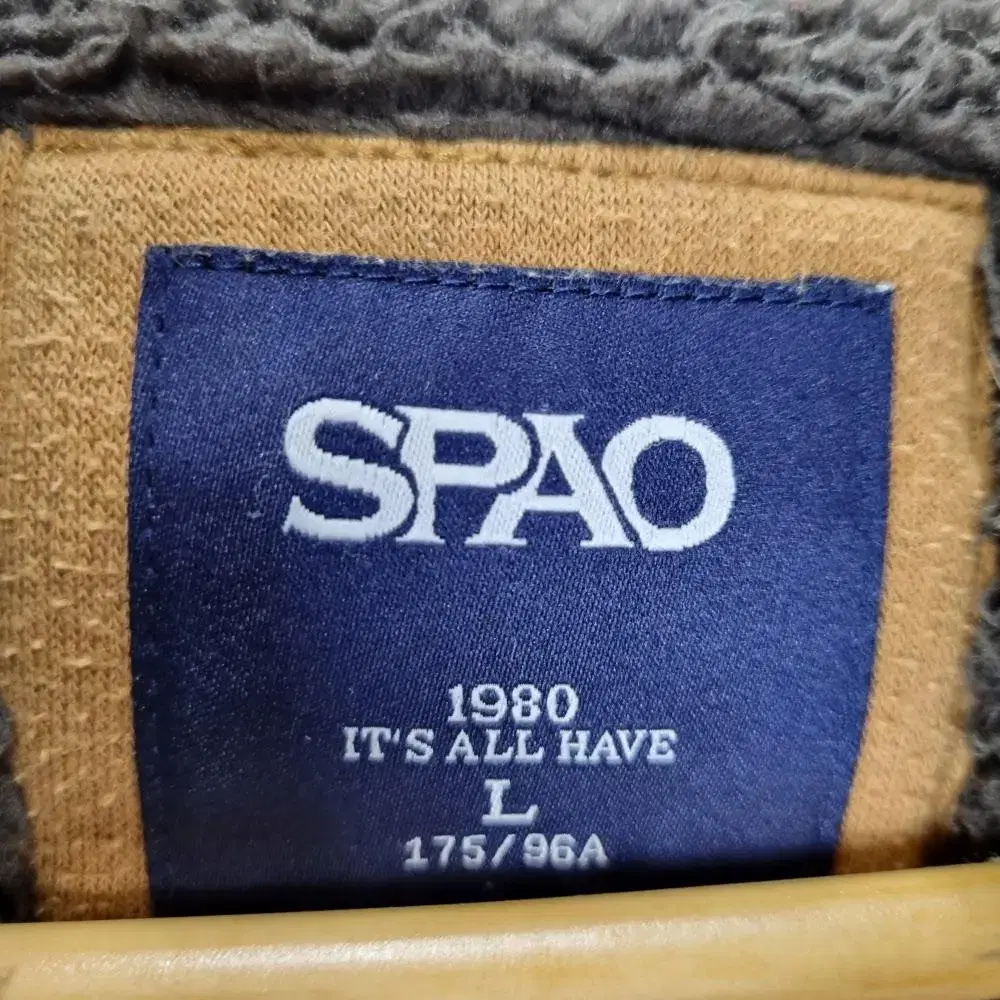 SPAO
1980
IT'S ALL HAVE
L
175/96A